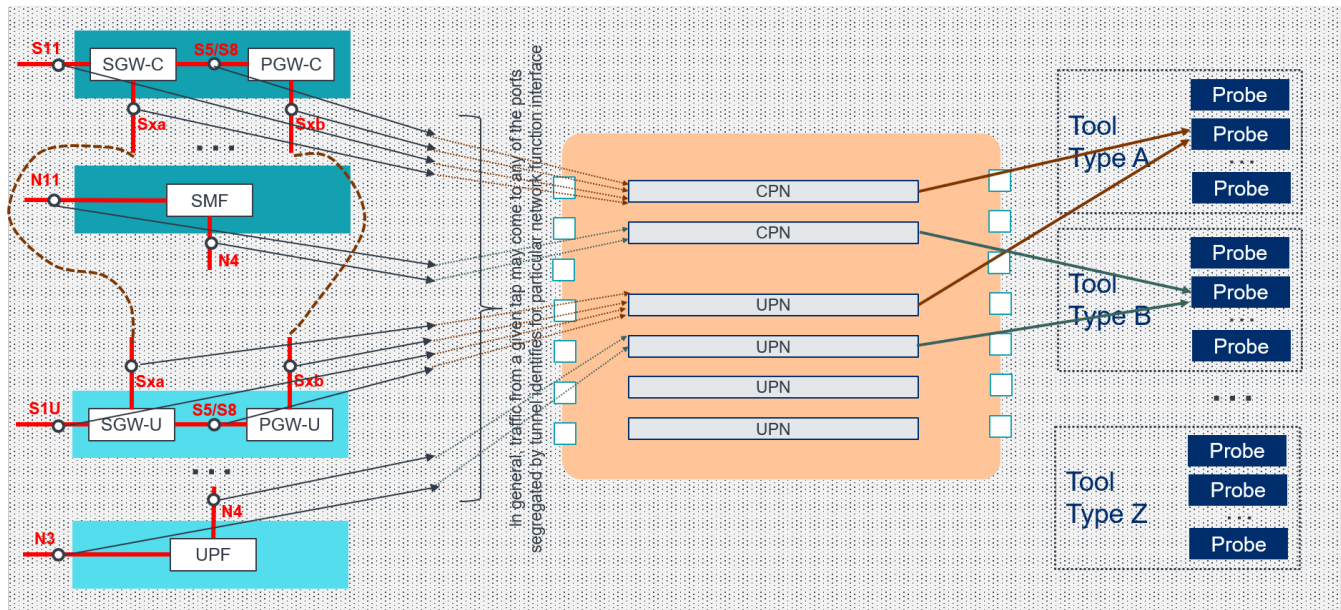 S11
SGW-C
S5/S8
PGW-C
Sxa
Sxb
...
N11
SMF
N4
Sxa
Sxb
S1U
SGW-U
S5/S8
PGW-U
...
N4
N3
UPF
In general, traffic from a given tap may come to any of the ports
segregated by tunnel identifies for particular network function interface
CPN
CPN
UPN
UPN
UPN
UPN
Tool
Type A
Probe
Probe
...
Probe
Tool
Type B
Probe
Probe
...
Probe
...
Tool
Type Z
Probe
Probe
...
Probe